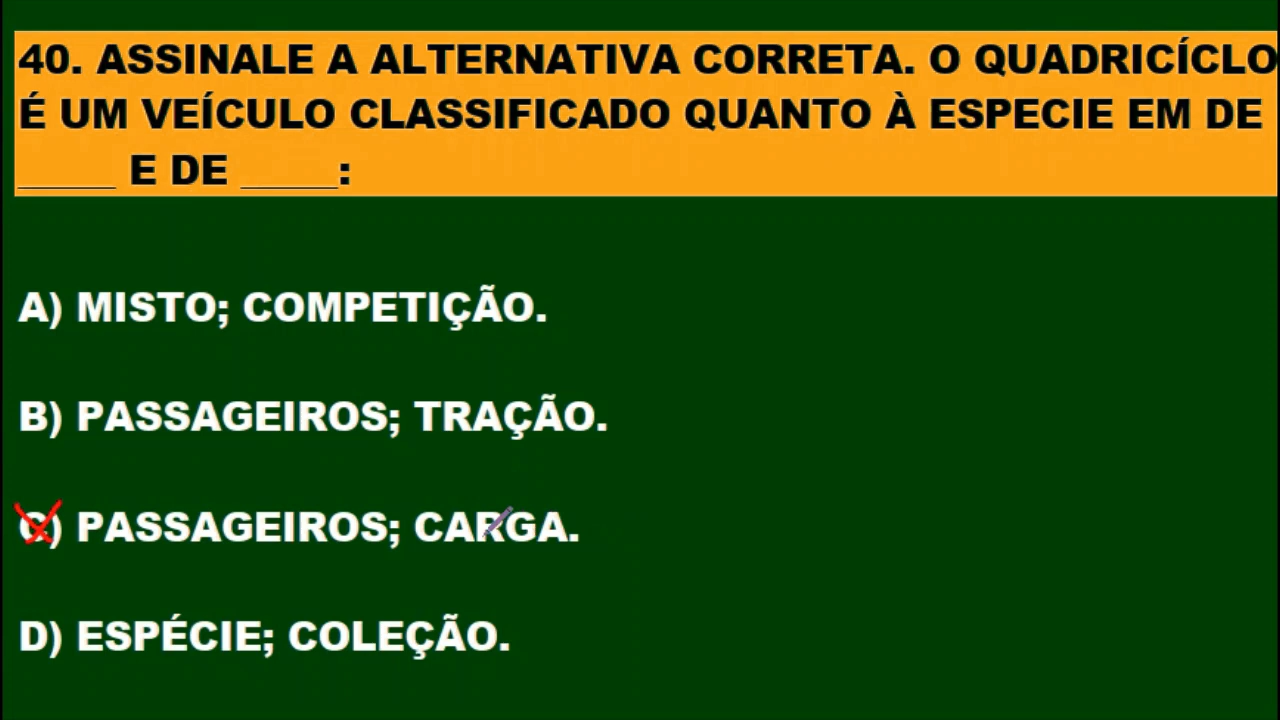 40. ASSINALE A ALTERNATIVA CORRETA. O QUADRICÍCLO
É UM VEÍCULO CLASSIFICADO QUANTO À ESPECIE EM DE
_____ E DE _____:
A) MISTO; COMPETIÇÃO.
B) PASSAGEIROS; TRAÇÃO.
C) PASSAGEIROS; CARGA.
D) ESPÉCIE; COLEÇÃO.